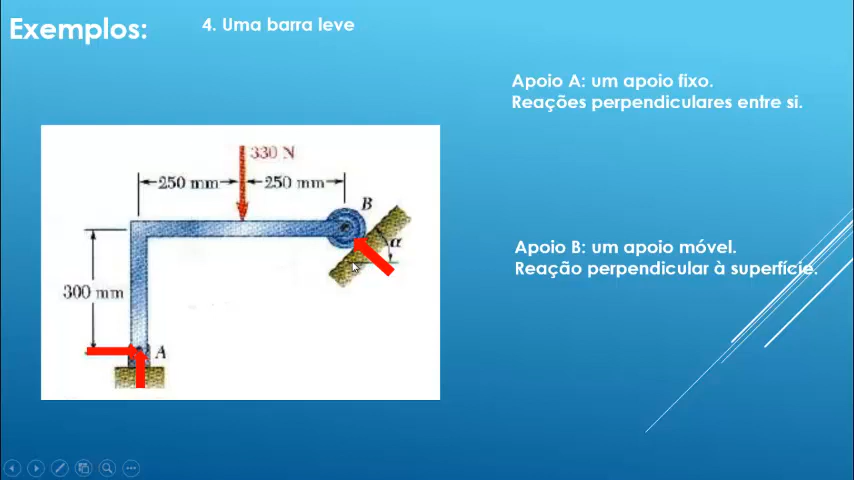 Exemplos:
4. Uma barra leve
Apoio A: um apoio fixo.
Reações perpendiculares entre si.
330 N
250 mm
250 mm
B
α
Apoio B: um apoio móvel.
Reação perpendicular à superfície.
300 mm
A